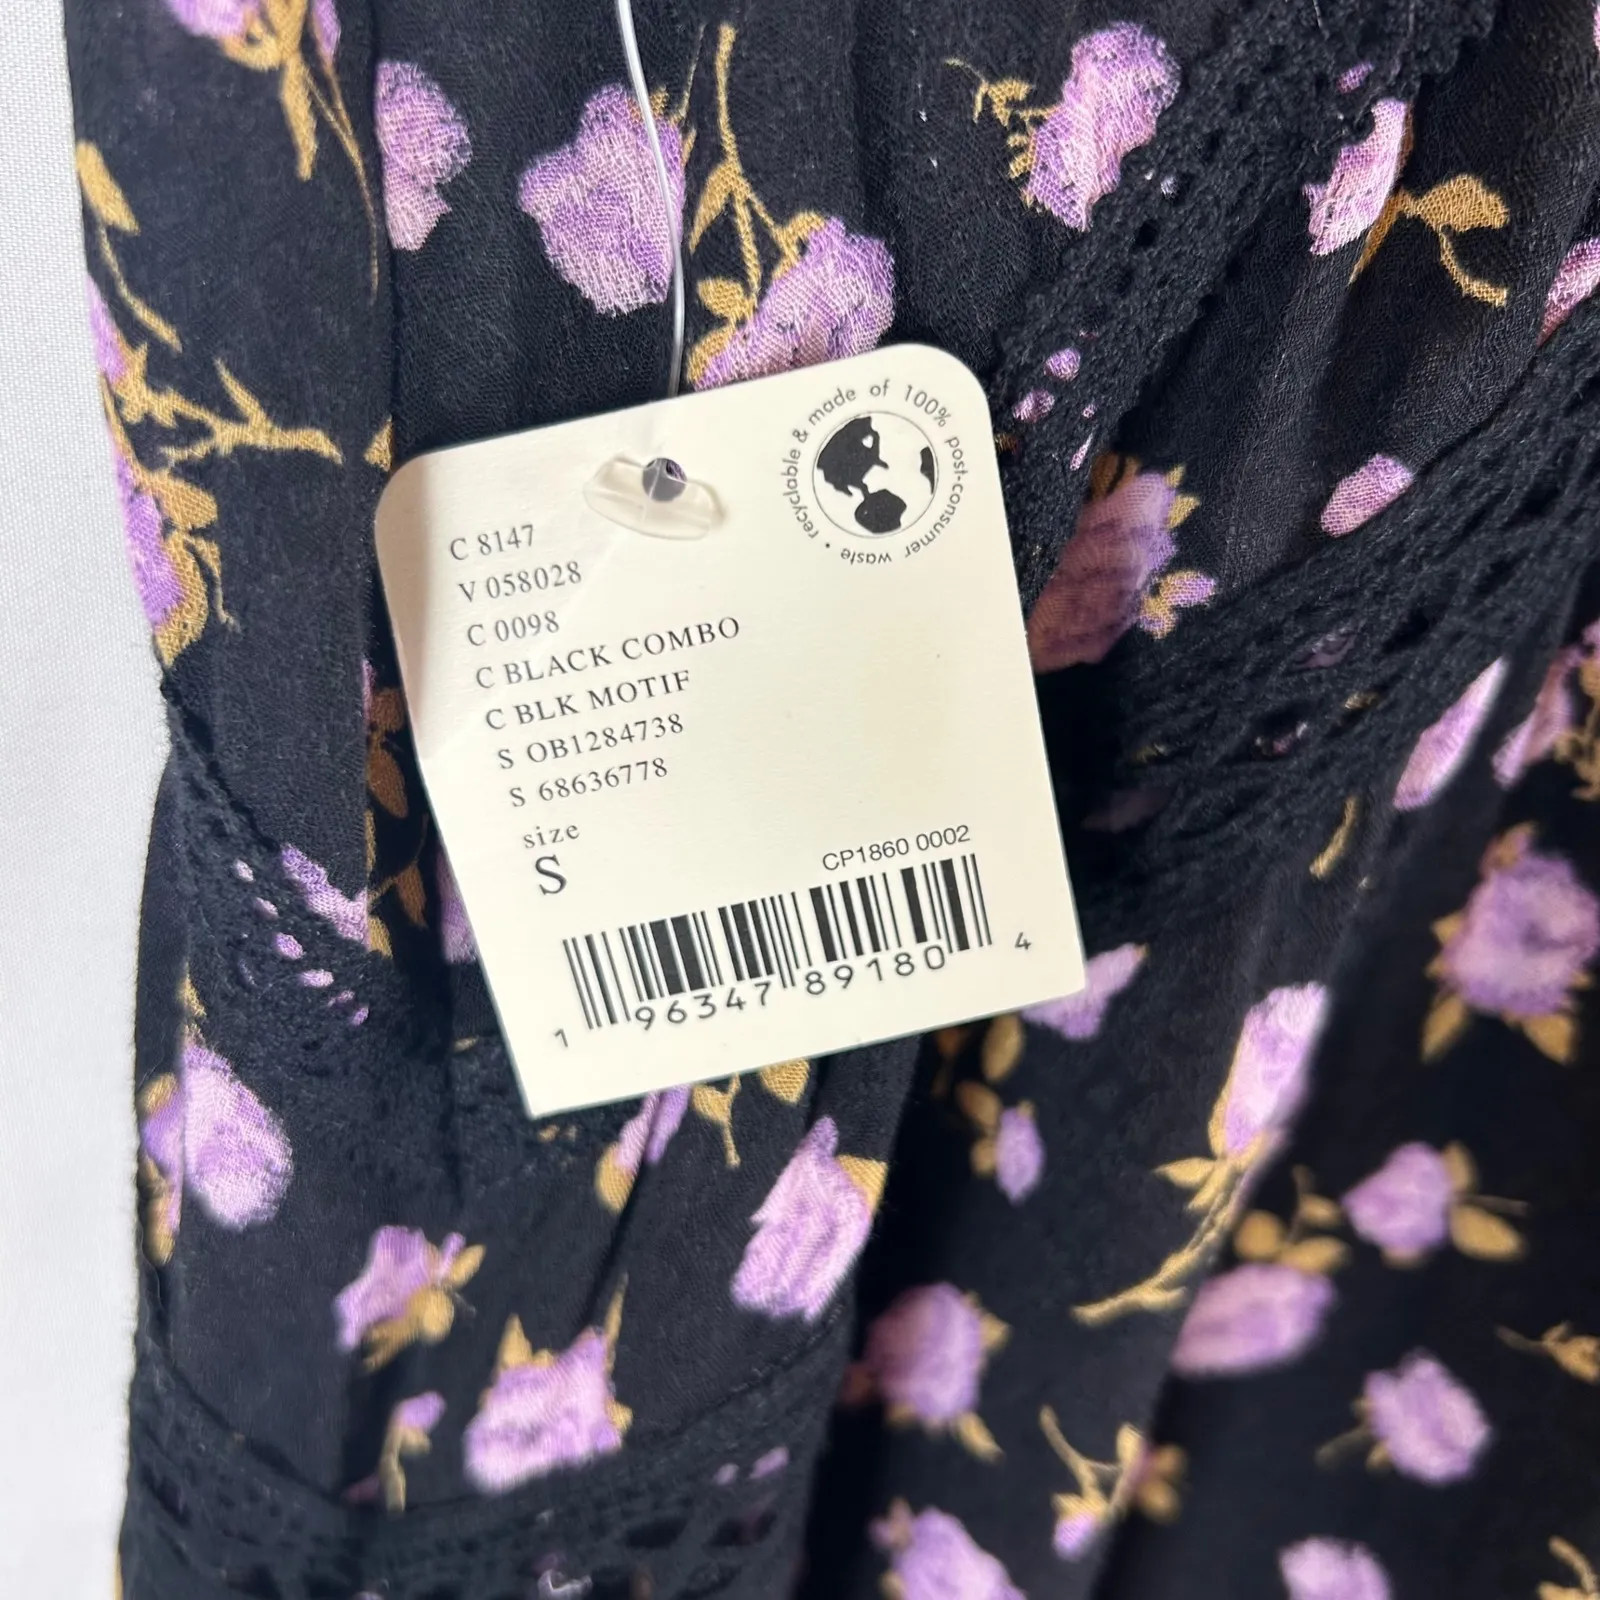 recyclable & made of 100% post-consumer waste •
C 8147
V 058028
C 0098
C BLACK COMBO
C BLK MOTIF
S OB1284738
S 68636778
size
S
CP1860 0002
1 96347 89180 4